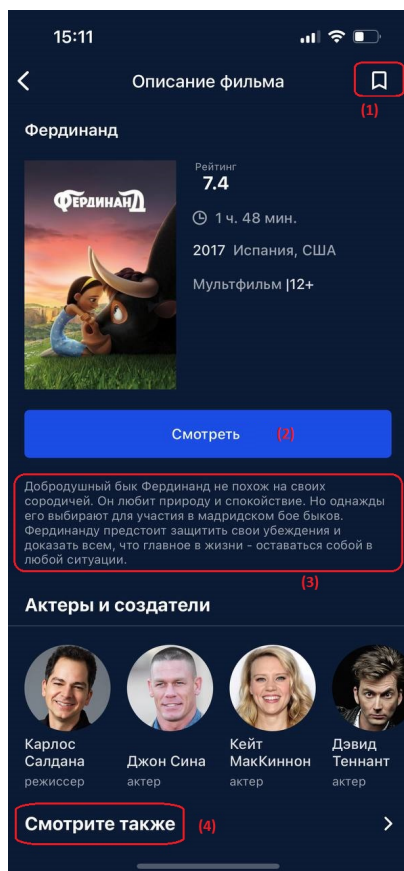 15:11
Описание фильма
(1)
Фердинанд
ФЕРДИНАНД
Рейтинг
7.4
1 ч. 48 мин.
2017 Испания, США
Мультфильм |12+
Смотреть (2)
Добродушный бык Фердинанд не похож на своих
сородичей. Он любит природу и спокойствие. Но однажды
его выбирают для участия в мадридском бое быков.
Фердинанду предстоит защитить свои убеждения и
доказать всем, что главное в жизни - оставаться собой в
любой ситуации.
(3)
Актеры и создатели
Карлос
Салдана
режиссер
Джон Сина
актер
Кейт
МакКиннон
актер
Дэвид
Теннант
актер
Смотрите также (4)